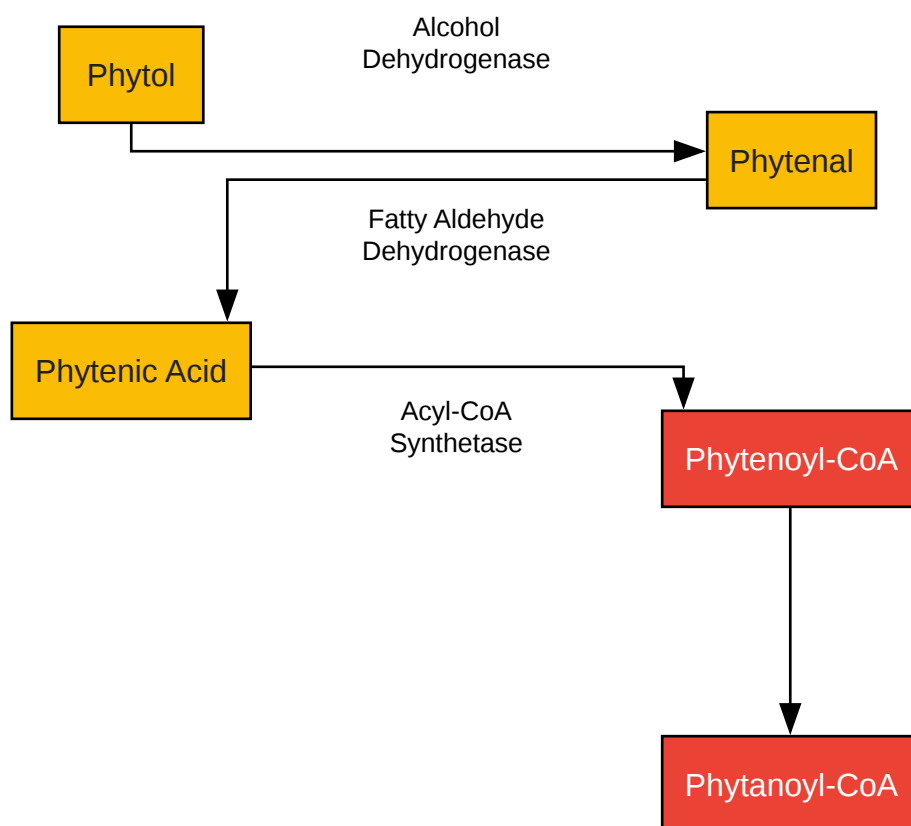 Alcohol
Dehydrogenase
Phytol
Phytenal
Fatty Aldehyde
Dehydrogenase
Phytenic Acid
Acyl-CoA
Synthetase
Phytenoyl-CoA
Phytanoyl-CoA